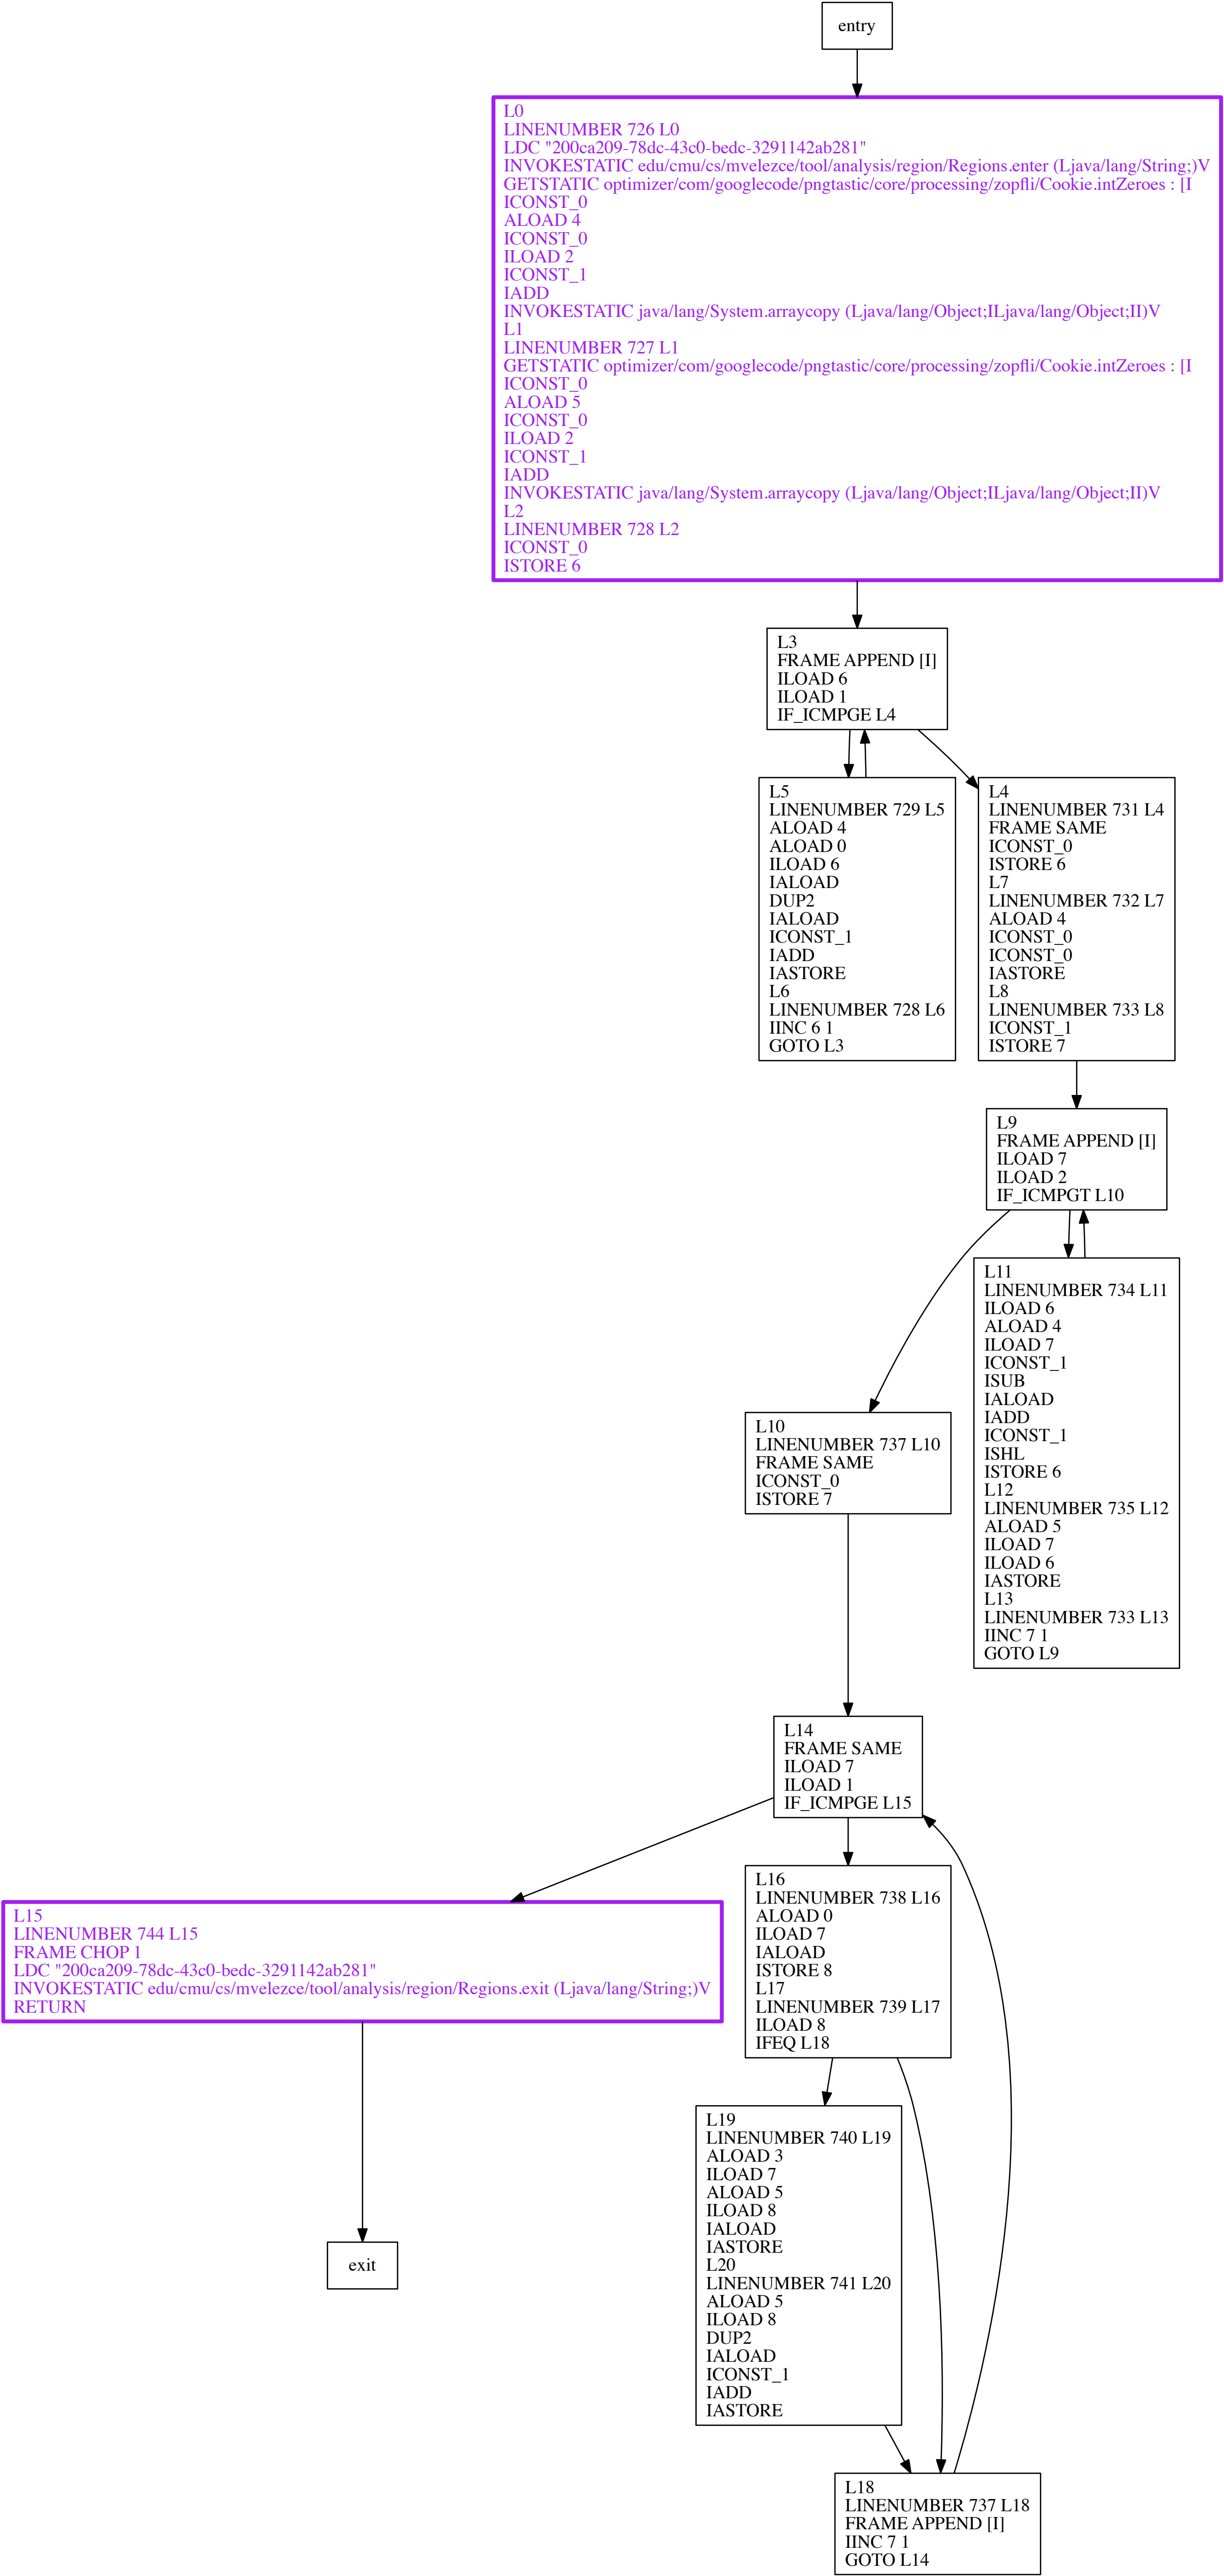 entry
L0
LINENUMBER 726 L0
LDC "200ca209-78dc-43c0-bedc-3291142ab281"
INVOKESTATIC edu/cmu/cs/mvelezce/tool/analysis/region/Regions.enter (Ljava/lang/String;)V
GETSTATIC optimizer/com/googlecode/pngtastic/core/processing/zopfli/Cookie.intZeroes : [I
ICONST_0
ALOAD 4
ICONST_0
ILOAD 2
ICONST_1
IADD
INVOKESTATIC java/lang/System.arraycopy (Ljava/lang/Object;ILjava/lang/Object;II)V
L1
LINENUMBER 727 L1
GETSTATIC optimizer/com/googlecode/pngtastic/core/processing/zopfli/Cookie.intZeroes : [I
ICONST_0
ALOAD 5
ICONST_0
ILOAD 2
ICONST_1
IADD
INVOKESTATIC java/lang/System.arraycopy (Ljava/lang/Object;ILjava/lang/Object;II)V
L2
LINENUMBER 728 L2
ICONST_0
ISTORE 6
L3
FRAME APPEND [I]
ILOAD 6
ILOAD 1
IF_ICMPGE L4
L5
LINENUMBER 729 L5
ALOAD 4
ALOAD 0
ILOAD 6
IALOAD
DUP2
IALOAD
ICONST_1
IADD
IASTORE
L6
LINENUMBER 728 L6
IINC 6 1
GOTO L3
L4
LINENUMBER 731 L4
FRAME SAME
ICONST_0
ISTORE 6
L7
LINENUMBER 732 L7
ALOAD 4
ICONST_0
ICONST_0
IASTORE
L8
LINENUMBER 733 L8
ICONST_1
ISTORE 7
L9
FRAME APPEND [I]
ILOAD 7
ILOAD 2
IF_ICMPGT L10
L11
LINENUMBER 734 L11
ILOAD 6
ALOAD 4
ILOAD 7
ICONST_1
ISUB
IALOAD
IADD
ICONST_1
ISHL
ISTORE 6
L12
LINENUMBER 735 L12
ALOAD 5
ILOAD 7
ILOAD 6
IASTORE
L13
LINENUMBER 733 L13
IINC 7 1
GOTO L9
L10
LINENUMBER 737 L10
FRAME SAME
ICONST_0
ISTORE 7
L14
FRAME SAME
ILOAD 7
ILOAD 1
IF_ICMPGE L15
L15
LINENUMBER 744 L15
FRAME CHOP 1
LDC "200ca209-78dc-43c0-bedc-3291142ab281"
INVOKESTATIC edu/cmu/cs/mvelezce/tool/analysis/region/Regions.exit (Ljava/lang/String;)V
RETURN
L16
LINENUMBER 738 L16
ALOAD 0
ILOAD 7
IALOAD
ISTORE 8
L17
LINENUMBER 739 L17
ILOAD 8
IFEQ L18
L19
LINENUMBER 740 L19
ALOAD 3
ILOAD 7
ALOAD 5
ILOAD 8
IALOAD
IASTORE
L20
LINENUMBER 741 L20
ALOAD 5
ILOAD 8
DUP2
IALOAD
ICONST_1
IADD
IASTORE
exit
L18
LINENUMBER 737 L18
FRAME APPEND [I]
IINC 7 1
GOTO L14